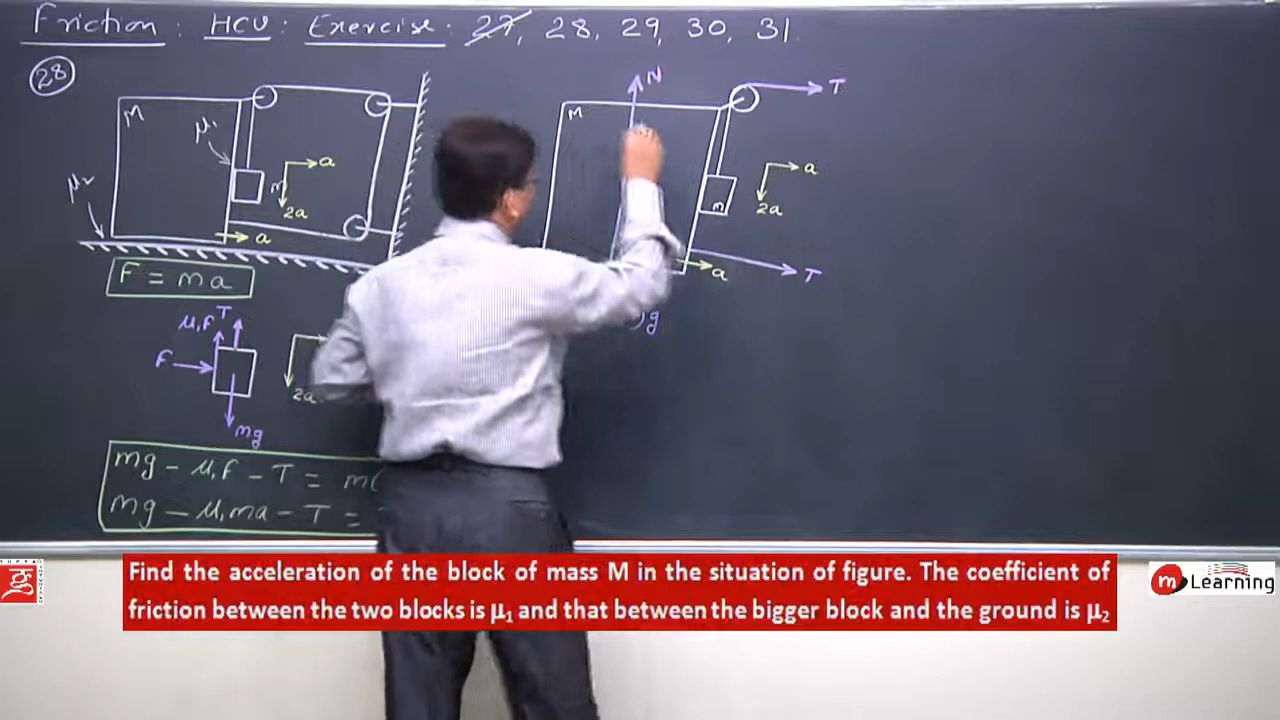 Friction : HCV : Exercise : 27, 28, 29, 30, 31.
28
M
μ₁
μ₂
m
a
2a
a
F = ma
μ₁F T
F
mg
2a
mg - μ₁F - T = m(
mg - μ₁ma - T =
N
T
M
m
a
2a
a
T
g
Find the acceleration of the block of mass M in the situation of figure. The coefficient of
friction between the two blocks is μ₁ and that between the bigger block and the ground is μ₂
m Learning